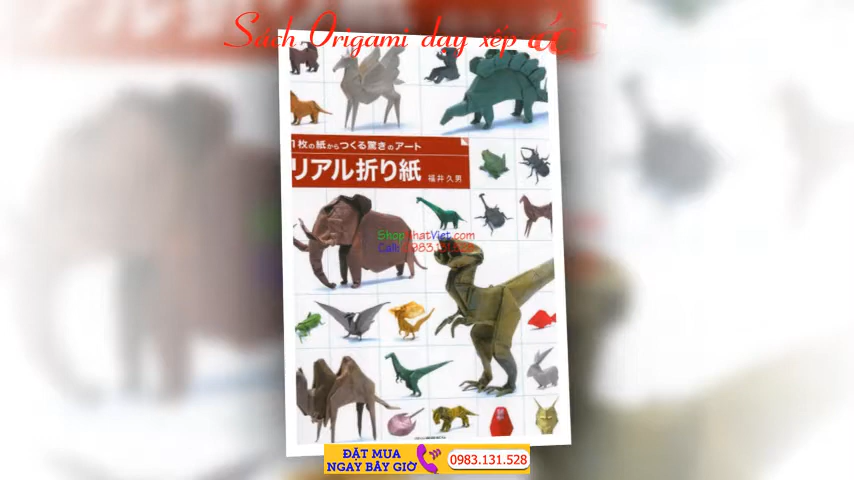 Sách Origami dạy xếp
1枚の紙からつくる驚きのアート
リアル折り紙
福井久男
ShopNhatViet.com
Call: 0983.131.528
ĐẶT MUA
NGAY BÂY GIỜ
0983.131.528